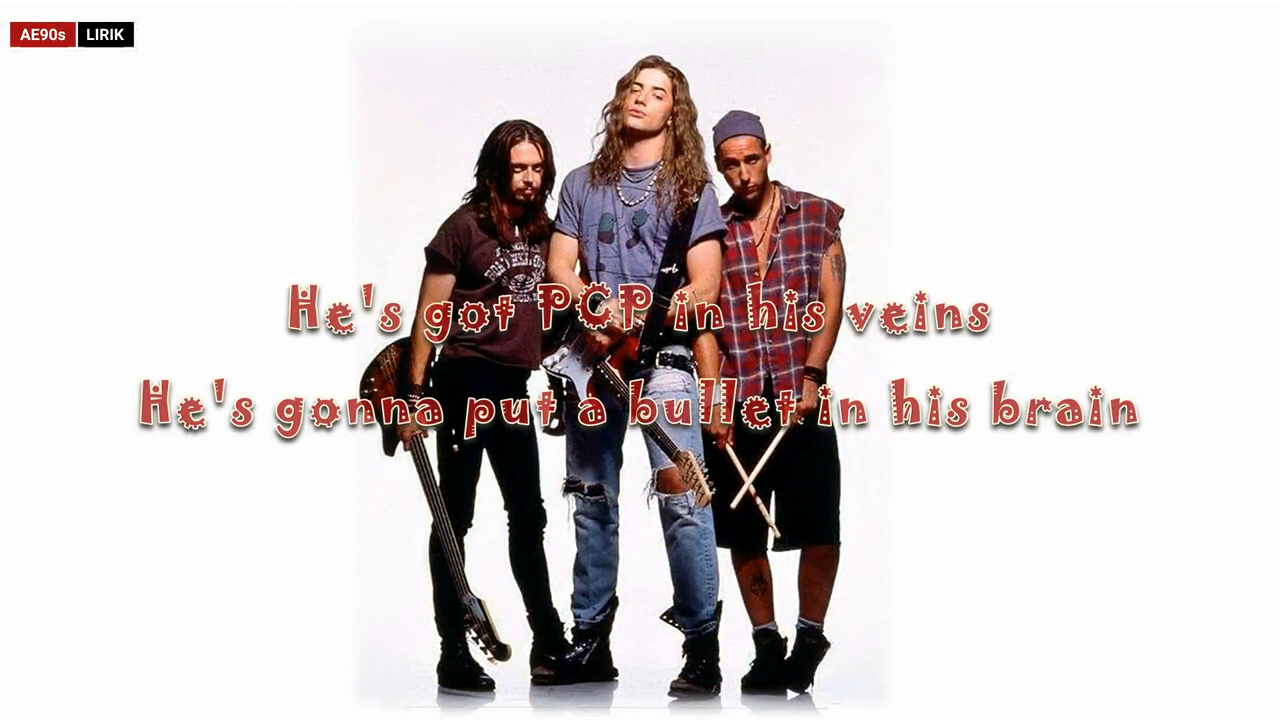 AE90s LIRIK
He's got PCP in his veins
He's gonna put a bullet in his brain